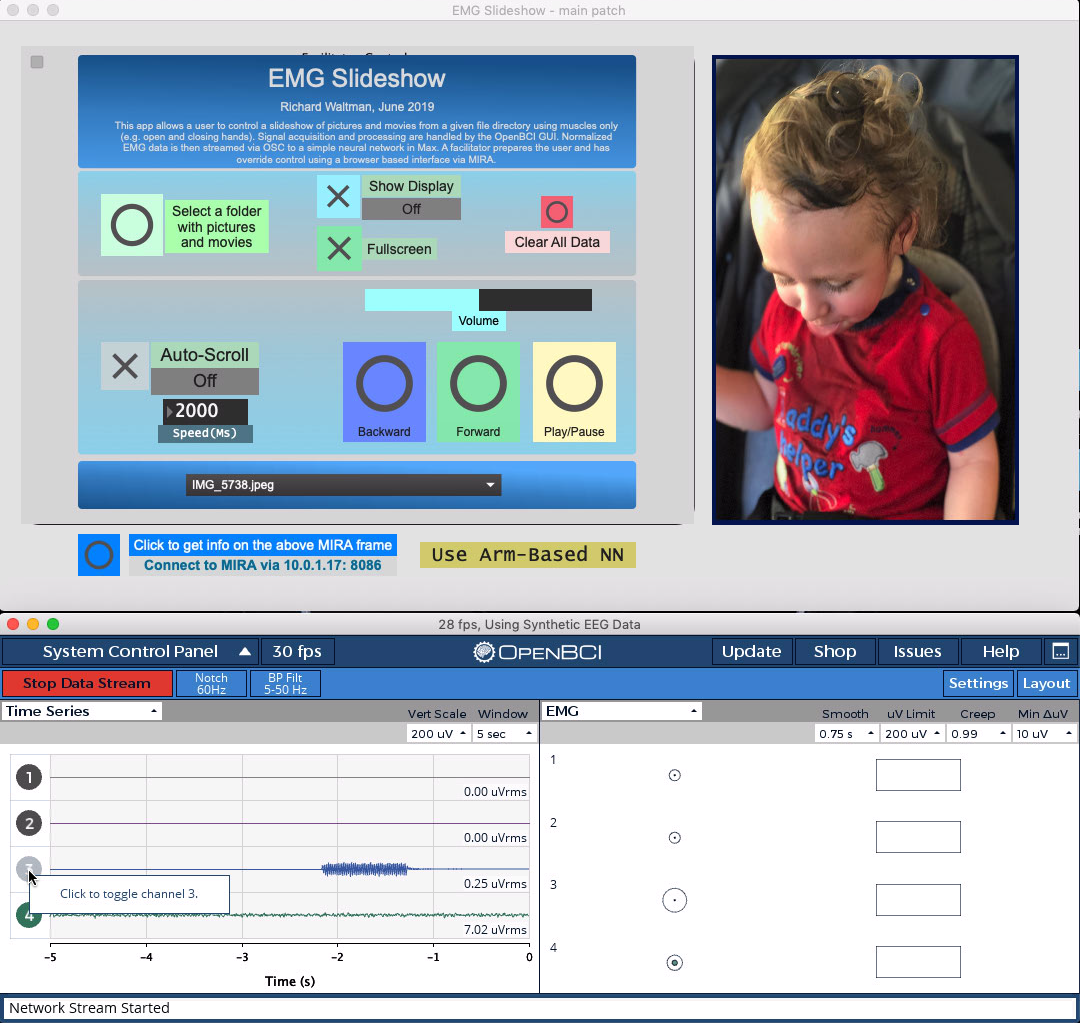 EMG Slideshow - main patch
EMG Slideshow
Richard Waltman, June 2019
This app allows a user to control a slideshow of pictures and movies from a given file directory using muscles only
(e.g. open and closing hands). Signal acquisition and processing are handled by the OpenBCI GUI. Normalized
EMG data is then streamed via OSC to a simple neural network in Max. A facilitator prepares the user and has
override control using a browser based interface via MIRA.
Select a folder
with pictures
and movies
Show Display
Off
Fullscreen
Clear All Data
Volume
Auto-Scroll
Off
2000
Speed(Ms)
Backward
Forward
Play/Pause
IMG_5738.jpeg
Click to get info on the above MIRA frame
Connect to MIRA via 10.0.1.17: 8086
Use Arm-Based NN
addy's
helper
28 fps, Using Synthetic EEG Data
System Control Panel
30 fps
OPENBCI
Update
Shop
Issues
Help
Stop Data Stream
Notch
60Hz
BP Filt
5-50 Hz
Settings
Layout
Time Series
Vert Scale
Window
200 uV
5 sec
1
0.00 uVrms
2
0.00 uVrms
3
0.25 uVrms
Click to toggle channel 3.
4
7.02 uVrms
-5
-4
-3
-2
-1
0
Time (s)
EMG
Smooth
uV Limit
Creep
Min ΔuV
0.75 s
200 uV
0.99
10 uV
1
2
3
4
Network Stream Started